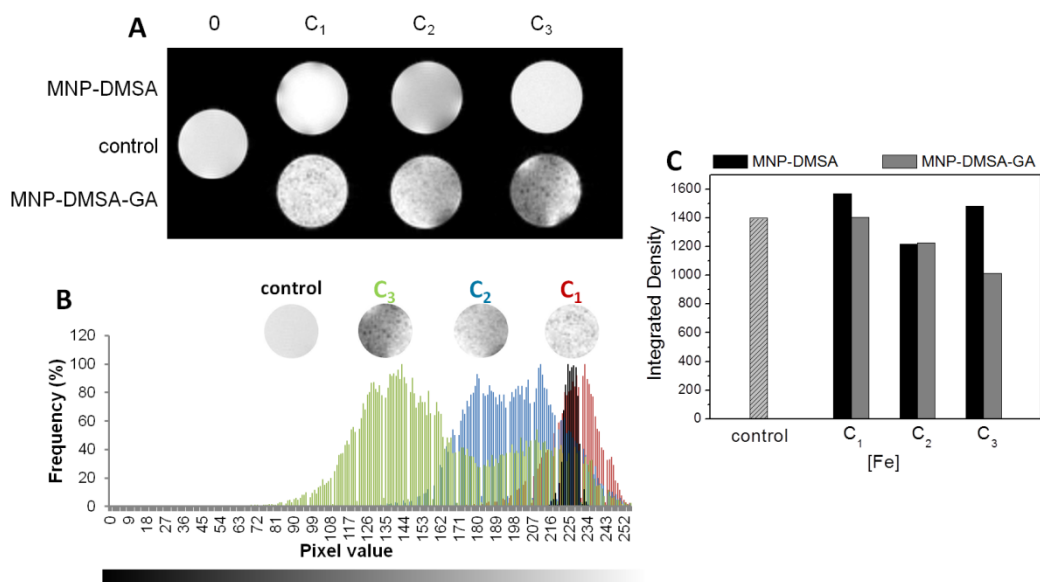 A
0 C₁ C₂ C₃
MNP-DMSA
control
MNP-DMSA-GA
B
control C₃ C₂ C₁
120
100
80
60
40
20
0
Frequency (%)
0 9 18 27 36 45 54 63 72 81 90 99 108 117 126 135 144 153 162 171 180 189 198 207 216 225 234 243 252
Pixel value
C
MNP-DMSA MNP-DMSA-GA
1600
1400
1200
1000
800
600
400
200
0
Integrated Density
control C₁ C₂ C₃
[Fe]